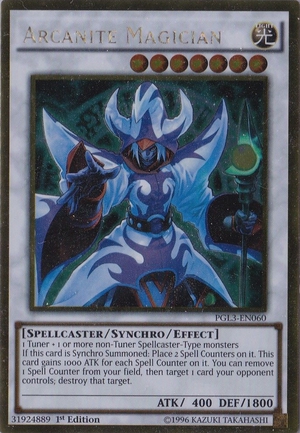 ARCANITE MAGICIAN
LIGHT
光
PGL3-EN060
[SPELLCASTER/SYNCHRO/EFFECT]
1 Tuner + 1 or more non-Tuner Spellcaster-Type monsters
If this card is Synchro Summoned: Place 2 Spell Counters on it. This
card gains 1000 ATK for each Spell Counter on it. You can remove
1 Spell Counter from your field, then target 1 card your opponent
controls; destroy that target.
ATK/ 400 DEF/1800
31924889 1st Edition ©1996 KAZUKI TAKAHASHI